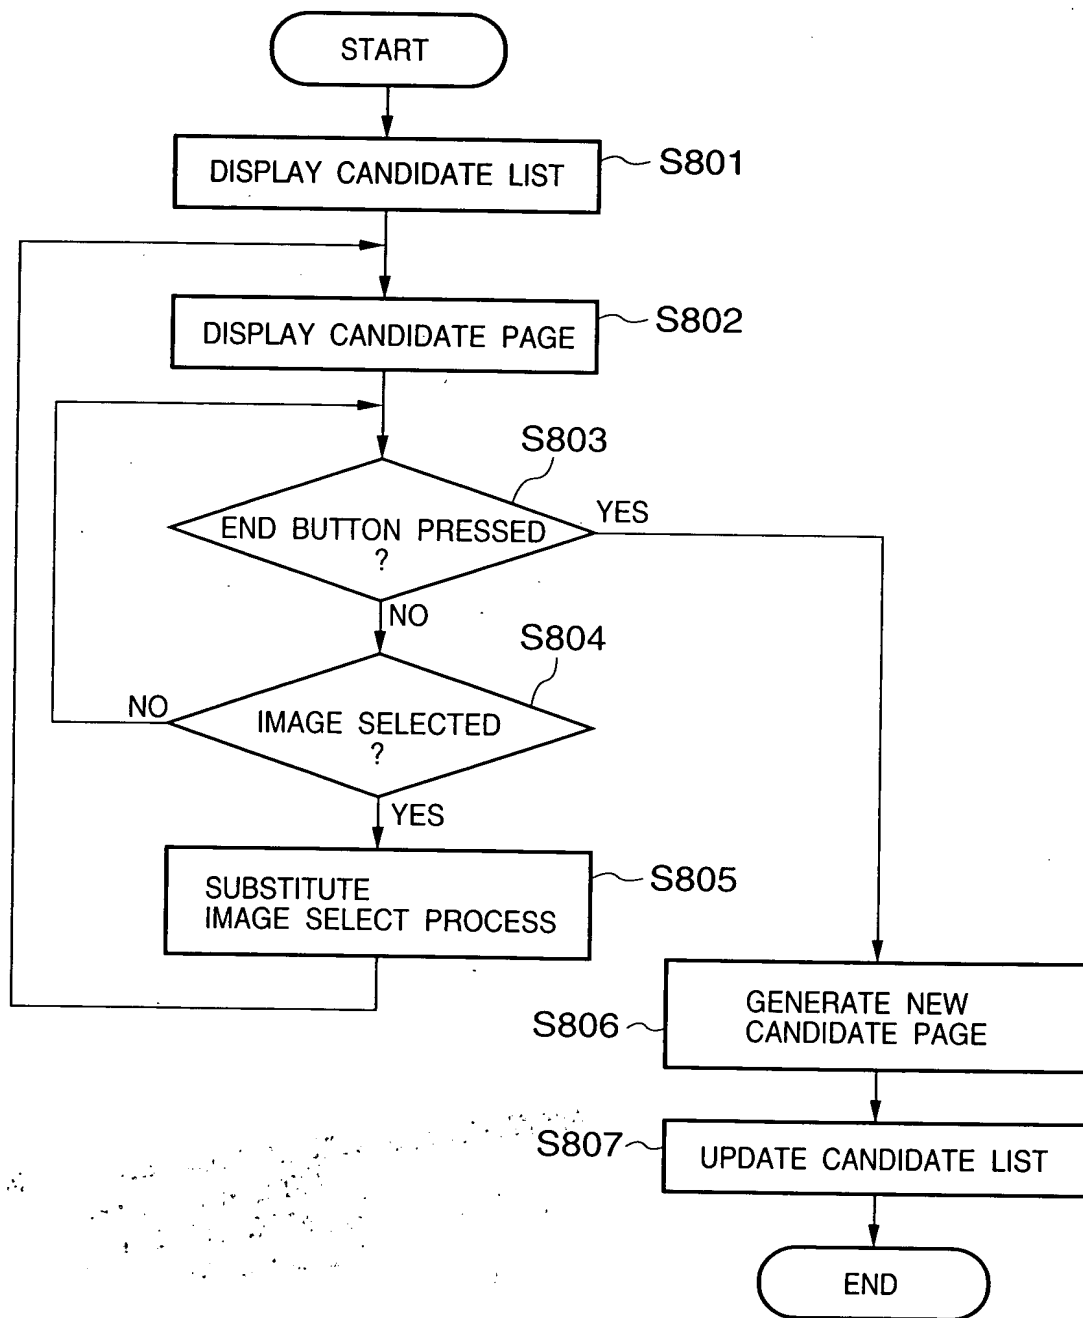 START
DISPLAY CANDIDATE LIST
S801
DISPLAY CANDIDATE PAGE
S802
S803
END BUTTON PRESSED
?
YES
NO
S804
IMAGE SELECTED
?
NO
YES
SUBSTITUTE
IMAGE SELECT PROCESS
S805
GENERATE NEW
CANDIDATE PAGE
S806
S807
UPDATE CANDIDATE LIST
END